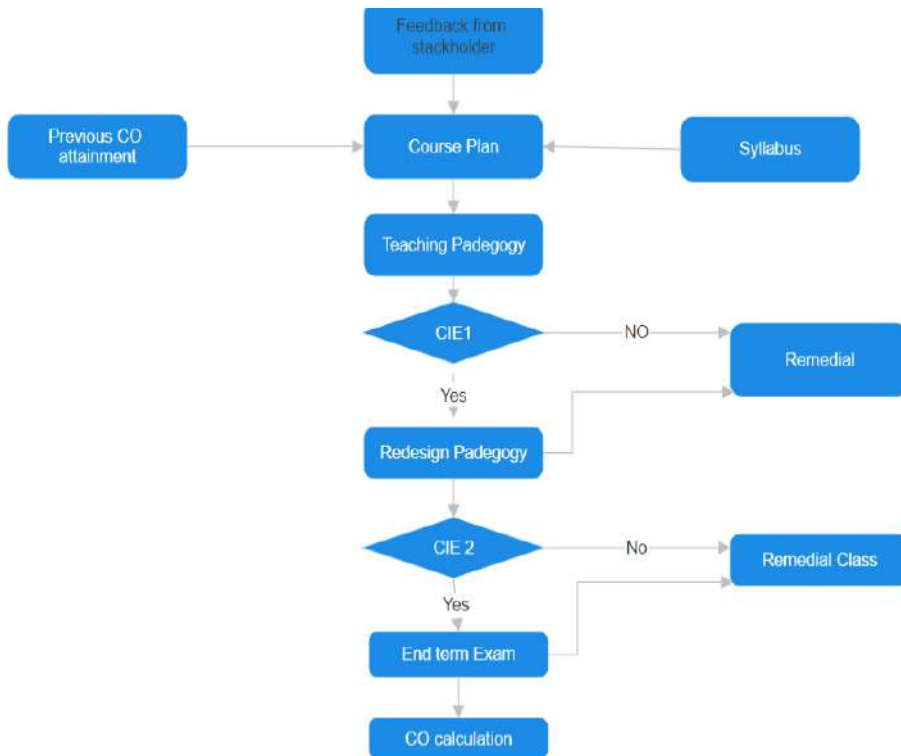 Feedback from
stackholder
Previous CO
attainment
Course Plan
Syllabus
Teaching Padegogy
CIE1
NO
Remedial
Yes
Redesign Padegogy
CIE 2
No
Remedial Class
Yes
End term Exam
CO calculation